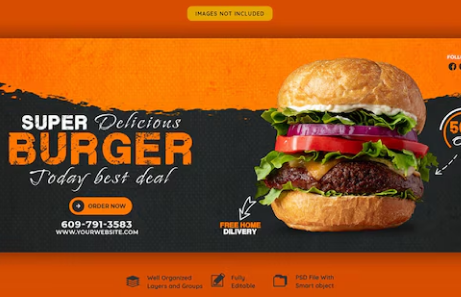 IMAGES NOT INCLUDED
SUPER Delicious
BURGER
Today best deal
ORDER NOW
609-791-3583
WWW.YOURWEBSITE.COM
FREE HOME
DILIVERY
Well Organized
Layers and Groups
Fully
Editable
PSD File With
Smart object